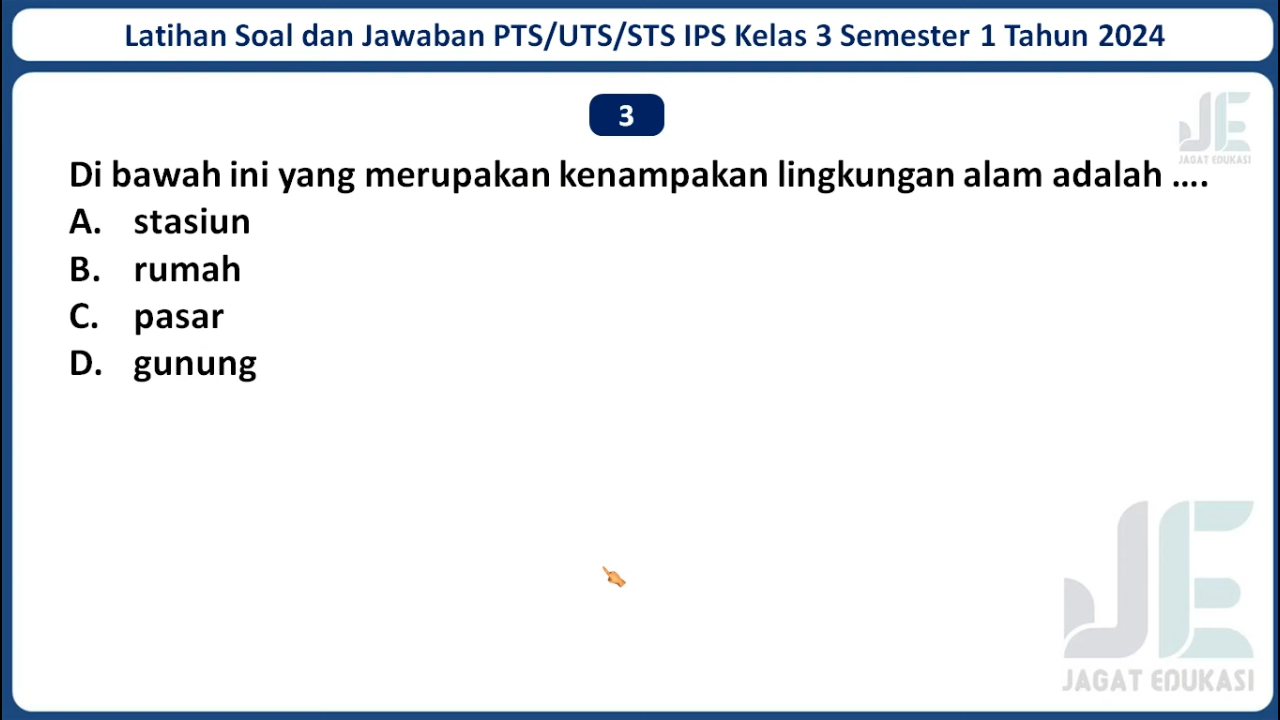 Latihan Soal dan Jawaban PTS/UTS/STS IPS Kelas 3 Semester 1 Tahun 2024
3
JAGAT EDUKASI
Di bawah ini yang merupakan kenampakan lingkungan alam adalah ....
A. stasiun
B. rumah
C. pasar
D. gunung
JAGAT EDUKASI